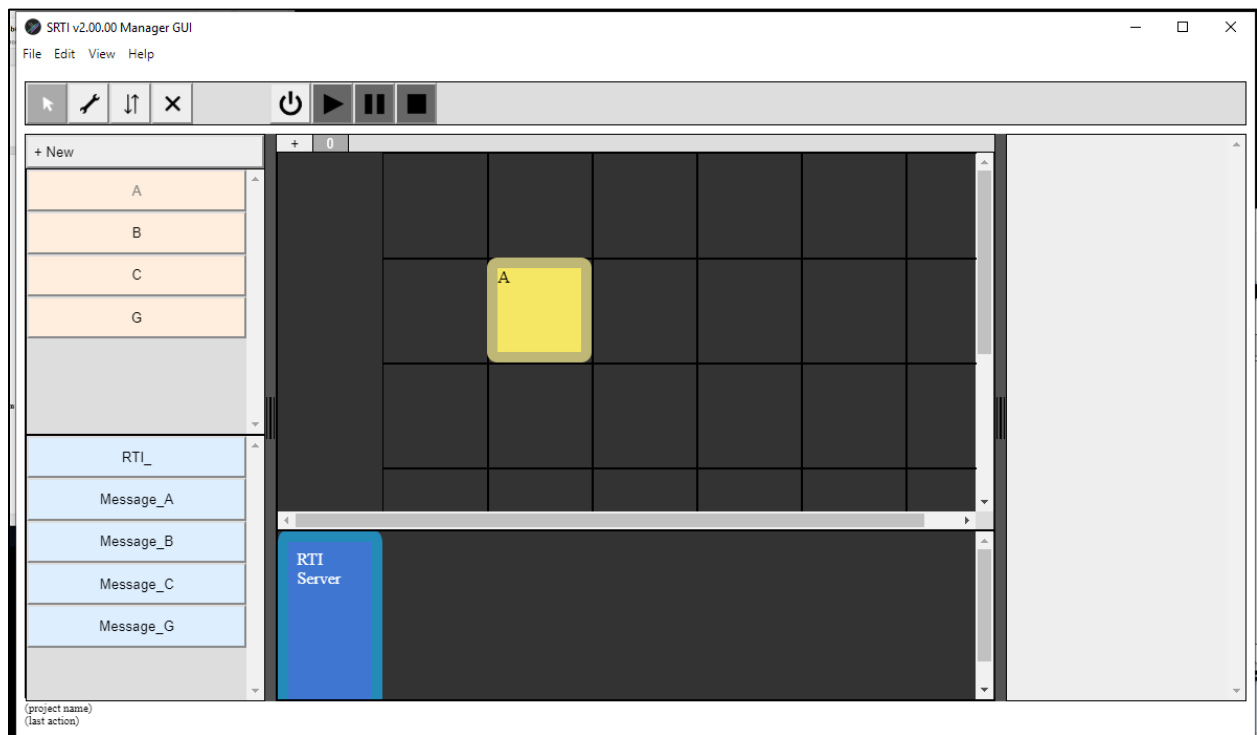 SRTI v2.00.00 Manager GUI
File Edit View Help
+ New
+ 0
A
B
C
G
A
RTI_
Message_A
Message_B
Message_C
Message_G
RTI
Server
(project name)
(last action)